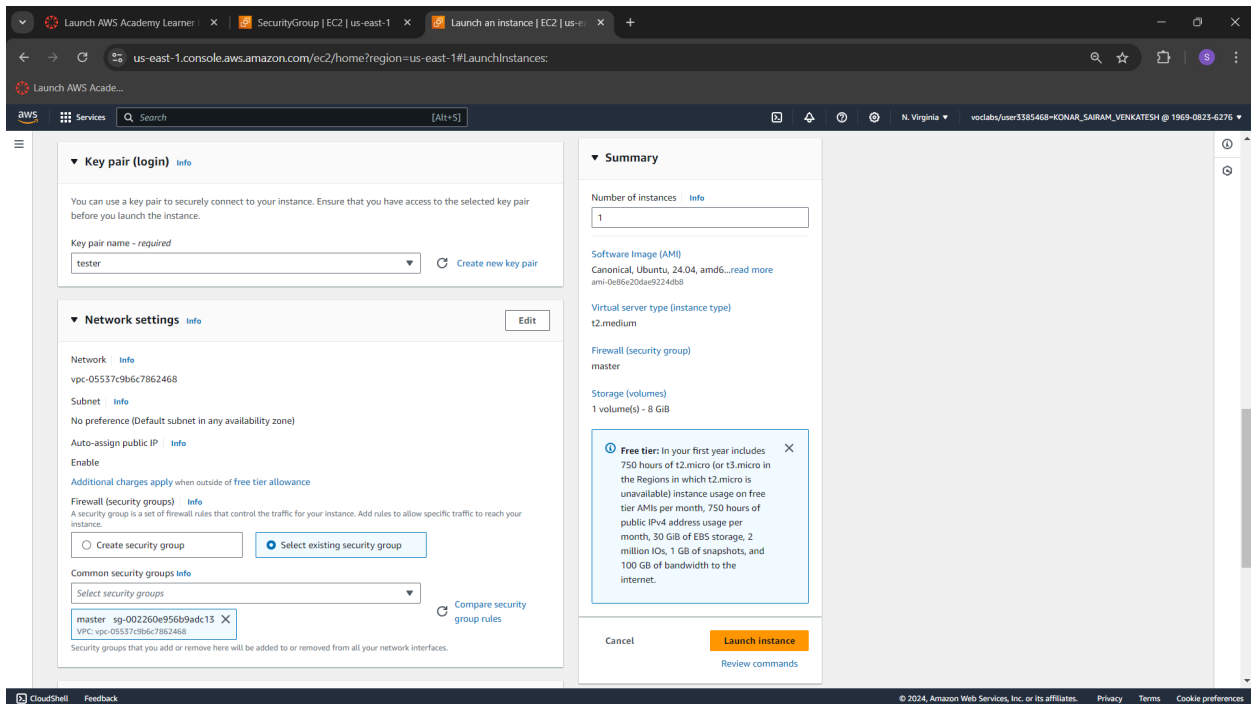 Launch AWS Academy Learner
SecurityGroup | EC2 | us-east-1
Launch an instance | EC2 | us-e
us-east-1.console.aws.amazon.com/ec2/home?region=us-east-1#LaunchInstances:
S
Launch AWS Acade...
aws
Services
Search
[Alt+S]
N. Virginia
voclabs/user3385468=KONAR_SAIRAM_VENKATESH @ 1969-0823-6276
Key pair (login) Info
You can use a key pair to securely connect to your instance. Ensure that you have access to the selected key pair
before you launch the instance.
Key pair name - required
tester
Create new key pair
Network settings Info
Edit
Network Info
vpc-05537c9b6c7862468
Subnet Info
No preference (Default subnet in any availability zone)
Auto-assign public IP Info
Enable
Additional charges apply when outside of free tier allowance
Firewall (security groups) Info
A security group is a set of firewall rules that control the traffic for your instance. Add rules to allow specific traffic to reach your
instance.
Create security group
Select existing security group
Common security groups Info
Select security groups
Compare security
group rules
master sg-002260e956b9adc13
VPC: vpc-05537c9b6c7862468
Security groups that you add or remove here will be added to or removed from all your network interfaces.
Summary
Number of instances Info
1
Software Image (AMI)
Canonical, Ubuntu, 24.04, amd6...read more
ami-0e86e20dae9224db8
Virtual server type (instance type)
t2.medium
Firewall (security group)
master
Storage (volumes)
1 volume(s) - 8 GiB
Free tier: In your first year includes
750 hours of t2.micro (or t3.micro in
the Regions in which t2.micro is
unavailable) instance usage on free
tier AMIs per month, 750 hours of
public IPv4 address usage per
month, 30 GiB of EBS storage, 2
million IOs, 1 GB of snapshots, and
100 GB of bandwidth to the
internet.
Cancel
Launch instance
Review commands
CloudShell
Feedback
© 2024, Amazon Web Services, Inc. or its affiliates.
Privacy
Terms
Cookie preferences